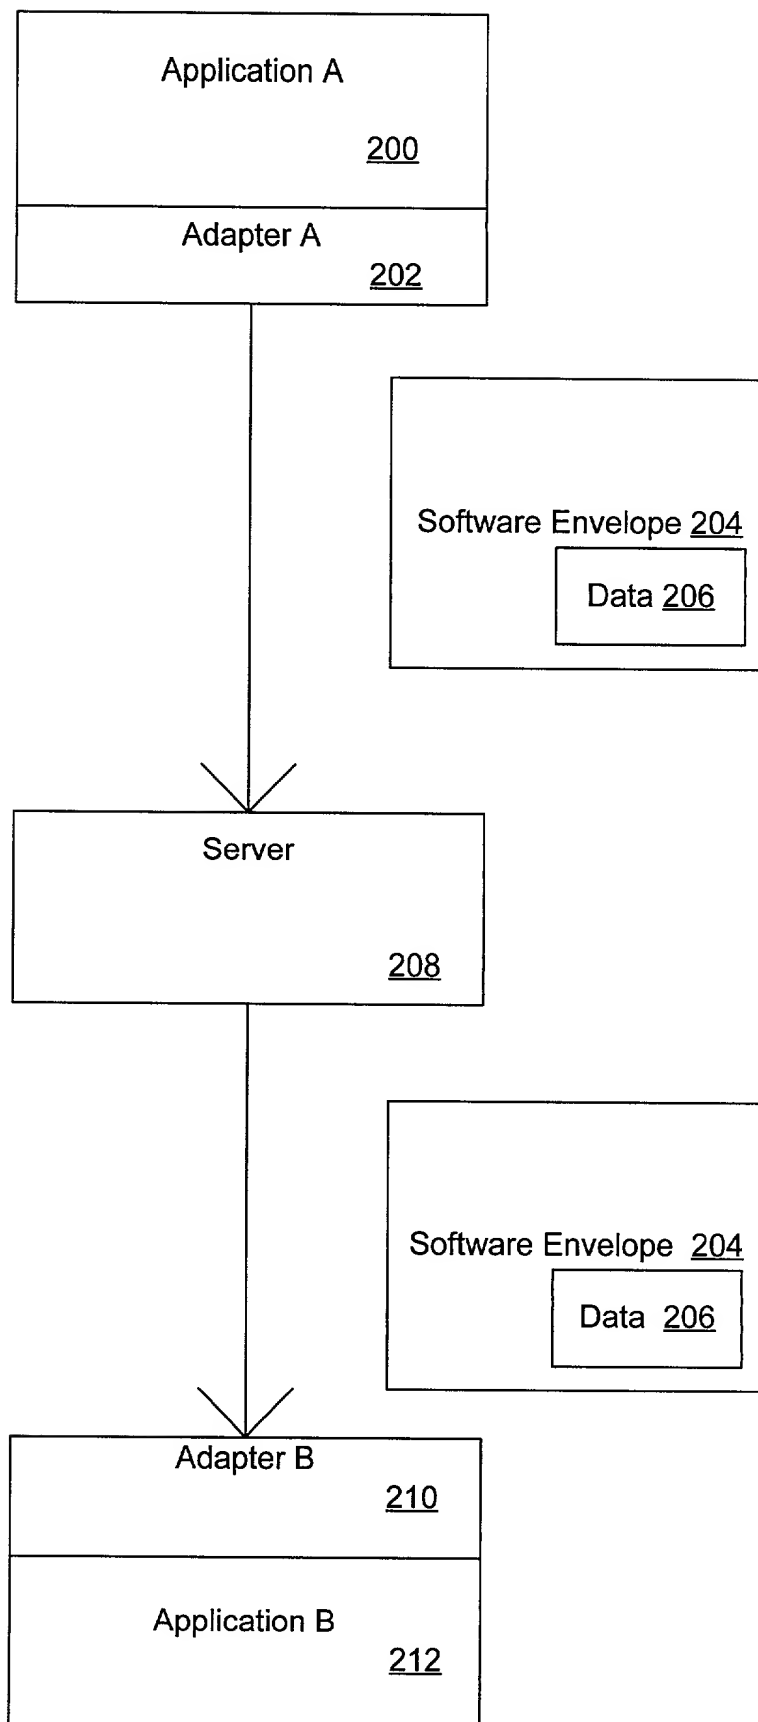 Application A
200
Adapter A
202
Software Envelope 204
Data 206
Server
208
Software Envelope 204
Data 206
Adapter B
210
Application B
212